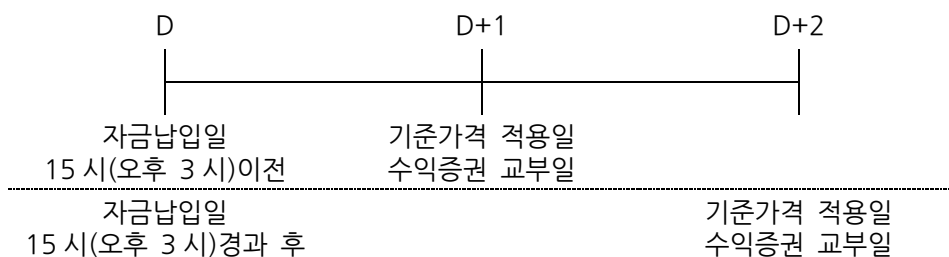 D D+1 D+2
자금납입일 기준가격 적용일
15 시(오후 3 시)이전 수익증권 교부일
자금납입일 기준가격 적용일
15 시(오후 3 시)경과 후 수익증권 교부일